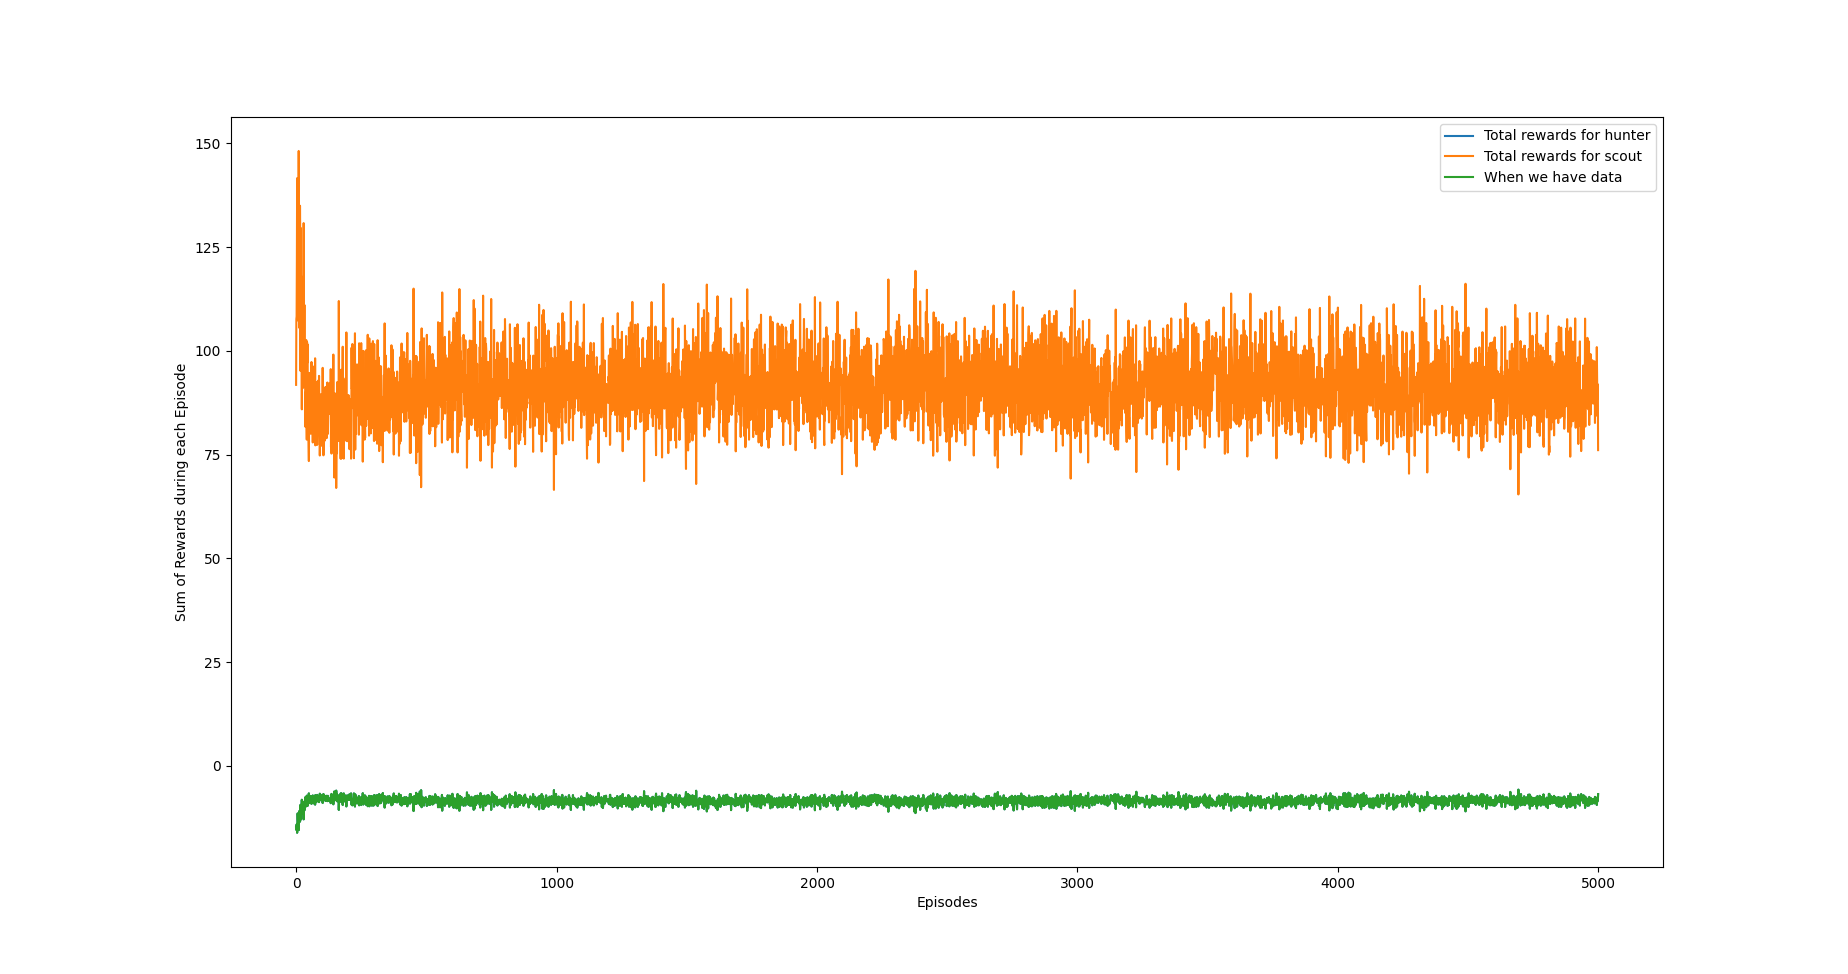 Total rewards for hunter
Total rewards for scout
When we have data
150
125
100
75
50
25
0
Sum of Rewards during each Episode
0 1000 2000 3000 4000 5000
Episodes